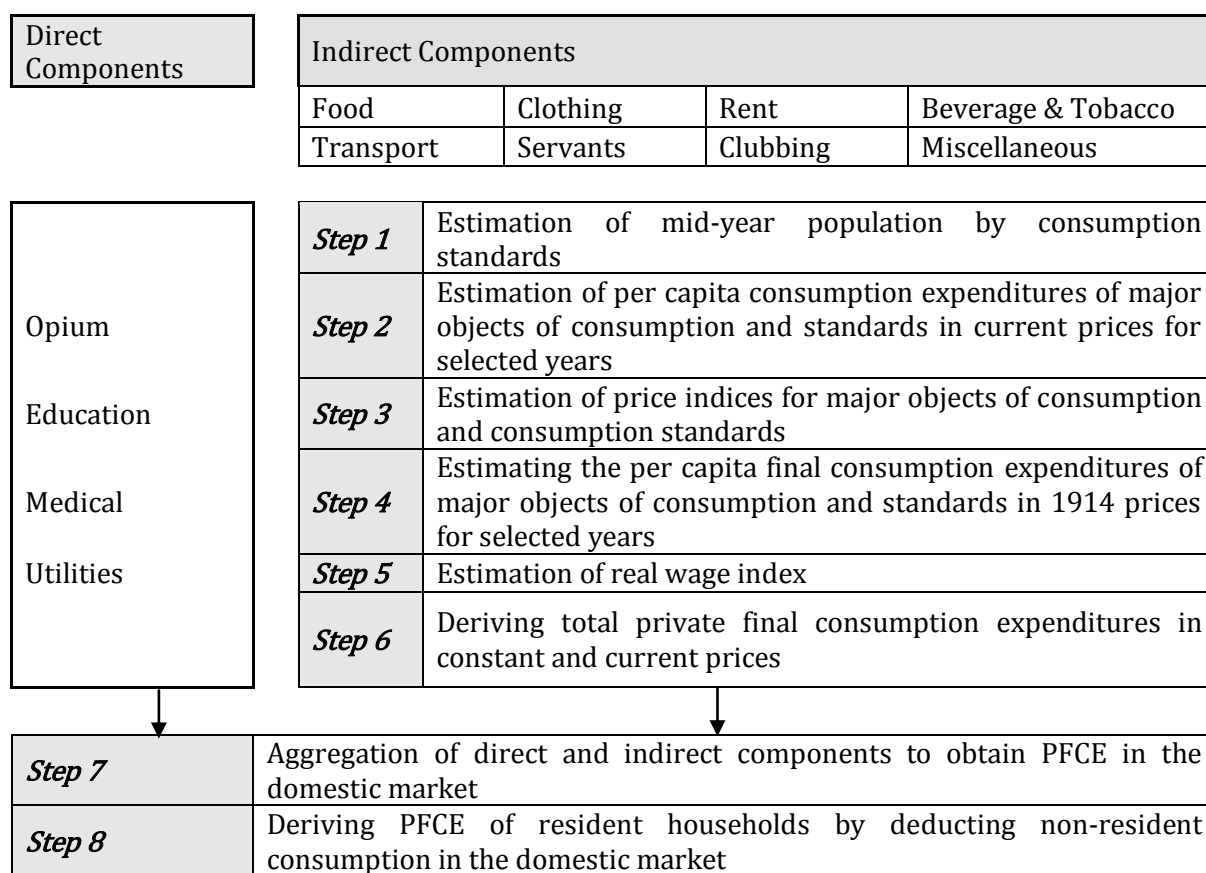 Direct
Components
Indirect Components
Food Clothing Rent Beverage & Tobacco
Transport Servants Clubbing Miscellaneous
Opium
Education
Medical
Utilities
Step 1
Estimation of mid-year population by consumption
standards
Step 2
Estimation of per capita consumption expenditures of major
objects of consumption and standards in current prices for
selected years
Step 3
Estimation of price indices for major objects of consumption
and consumption standards
Step 4
Estimating the per capita final consumption expenditures of
major objects of consumption and standards in 1914 prices
for selected years
Step 5
Estimation of real wage index
Step 6
Deriving total private final consumption expenditures in
constant and current prices
Step 7
Aggregation of direct and indirect components to obtain PFCE in the
domestic market
Step 8
Deriving PFCE of resident households by deducting non-resident
consumption in the domestic market